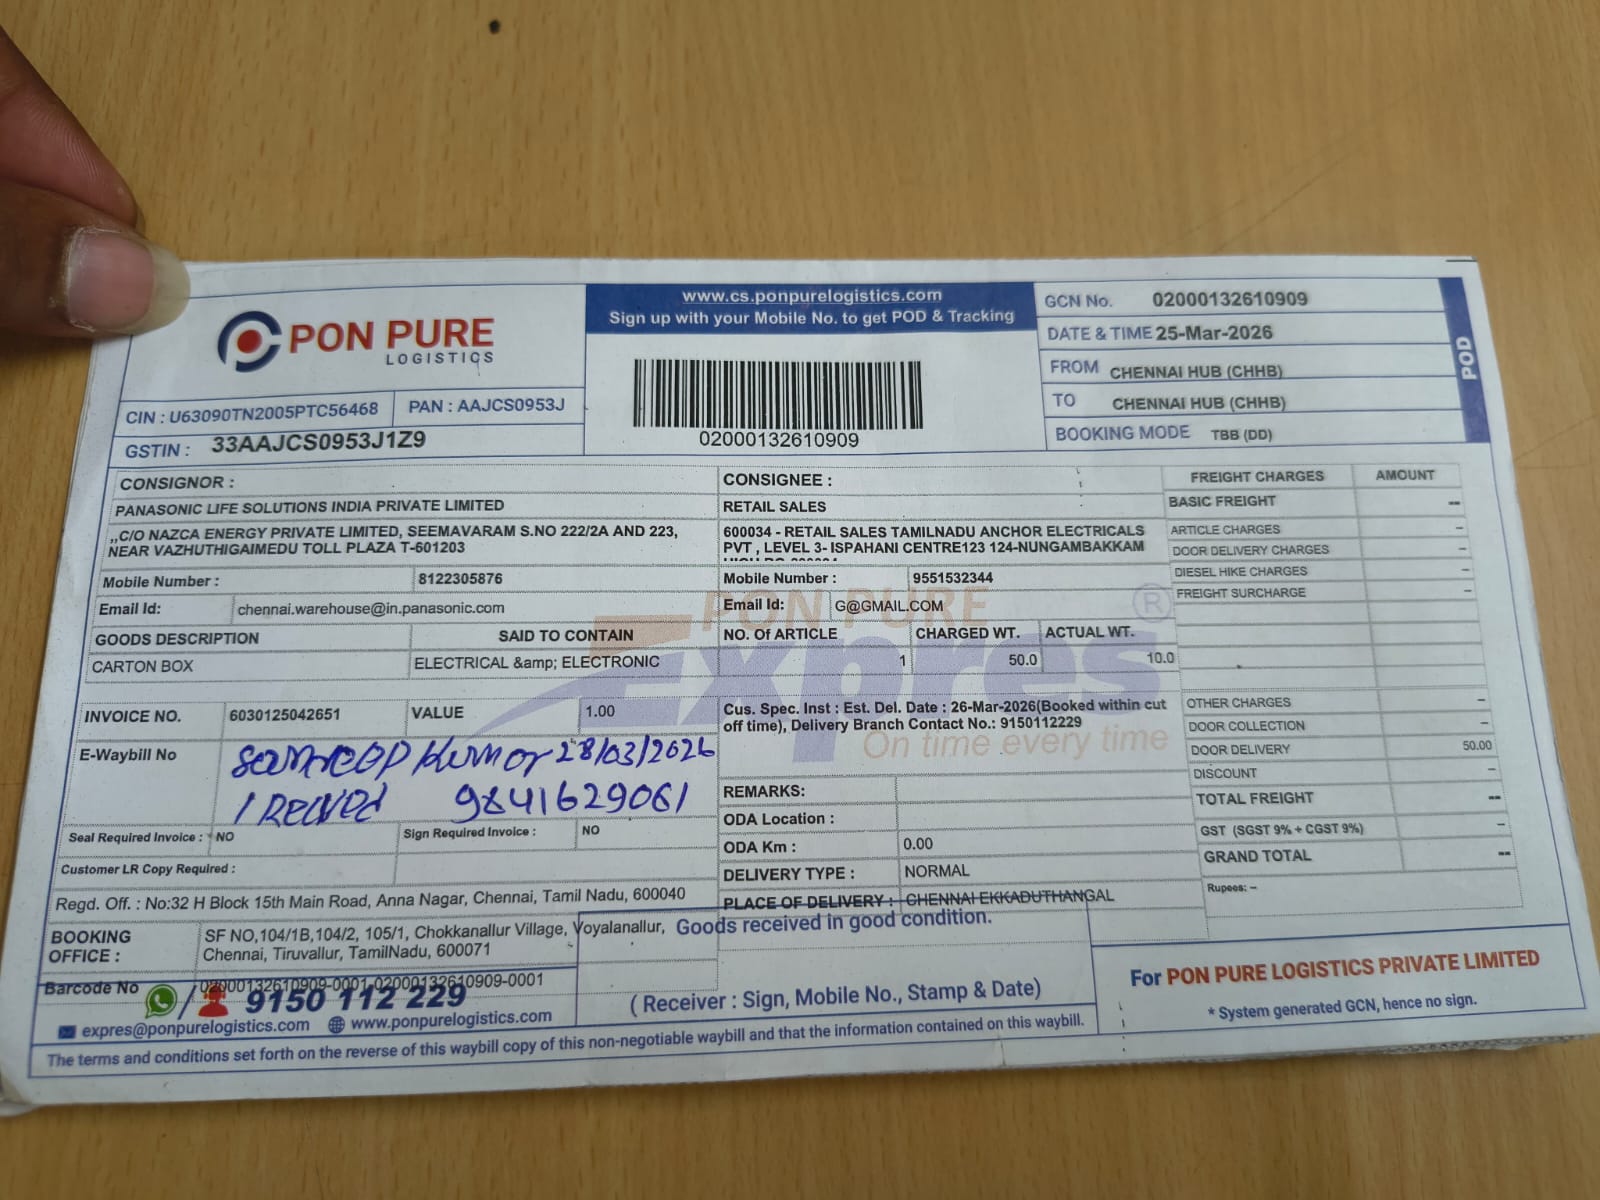 PON PURE
LOGISTICS
CIN : U63090TN2005PTC56468
PAN : AAJCS0953J
GSTIN : 33AAJCS0953J1Z9
www.cs.ponpurelogistics.com
Sign up with your Mobile No. to get POD & Tracking
02000132610909
GCN No. 02000132610909
DATE & TIME 25-Mar-2026
FROM CHENNAI HUB (CHHB)
TO CHENNAI HUB (CHHB)
BOOKING MODE TBB (DD)
POD
CONSIGNOR :
PANASONIC LIFE SOLUTIONS INDIA PRIVATE LIMITED
,,C/O NAZCA ENERGY PRIVATE LIMITED, SEEMAVARAM S.NO 222/2A AND 223,
NEAR VAZHUTHIGAIMEDU TOLL PLAZA T-601203
Mobile Number : 8122305876
Email Id: chennai.warehouse@in.panasonic.com
CONSIGNEE :
RETAIL SALES
600034 - RETAIL SALES TAMILNADU ANCHOR ELECTRICALS
PVT , LEVEL 3- ISPAHANI CENTRE123 124-NUNGAMBAKKAM
Mobile Number : 9551532344
Email Id: G@GMAIL.COM
GOODS DESCRIPTION SAID TO CONTAIN NO. Of ARTICLE CHARGED WT. ACTUAL WT.
CARTON BOX ELECTRICAL &amp; ELECTRONIC 1 50.0 10.0
PON PURE ®
Expres
On time every time
INVOICE NO. 6030125042651 VALUE 1.00
E-Waybill No
Kumar 28/03/2026
9841629061
Seal Required Invoice : NO Sign Required Invoice : NO
Customer LR Copy Required :
Cus. Spec. Inst : Est. Del. Date : 26-Mar-2026(Booked within cut
off time), Delivery Branch Contact No.: 9150112229
REMARKS:
ODA Location :
ODA Km : 0.00
DELIVERY TYPE : NORMAL
PLACE OF DELIVERY : CHENNAI EKKADUTHANGAL
FREIGHT CHARGES AMOUNT
BASIC FREIGHT --
ARTICLE CHARGES --
DOOR DELIVERY CHARGES --
DIESEL HIKE CHARGES --
FREIGHT SURCHARGE --
OTHER CHARGES --
DOOR COLLECTION --
DOOR DELIVERY 50.00
DISCOUNT --
TOTAL FREIGHT --
GST (SGST 9% + CGST 9%) --
GRAND TOTAL --
Rupees: --
Regd. Off. : No:32 H Block 15th Main Road, Anna Nagar, Chennai, Tamil Nadu, 600040
BOOKING OFFICE : SF NO,104/1B,104/2, 105/1, Chokkanallur Village, Voyalanallur,
Chennai, Tiruvallur, TamilNadu, 600071
Barcode No 02000132610909-0001,02000132610909-0001
9150 112 229
expres@ponpurelogistics.com www.ponpurelogistics.com
Goods received in good condition.
( Receiver : Sign, Mobile No., Stamp & Date)
For PON PURE LOGISTICS PRIVATE LIMITED
* System generated GCN, hence no sign.
The terms and conditions set forth on the reverse of this waybill copy of this non-negotiable waybill and that the information contained on this waybill.